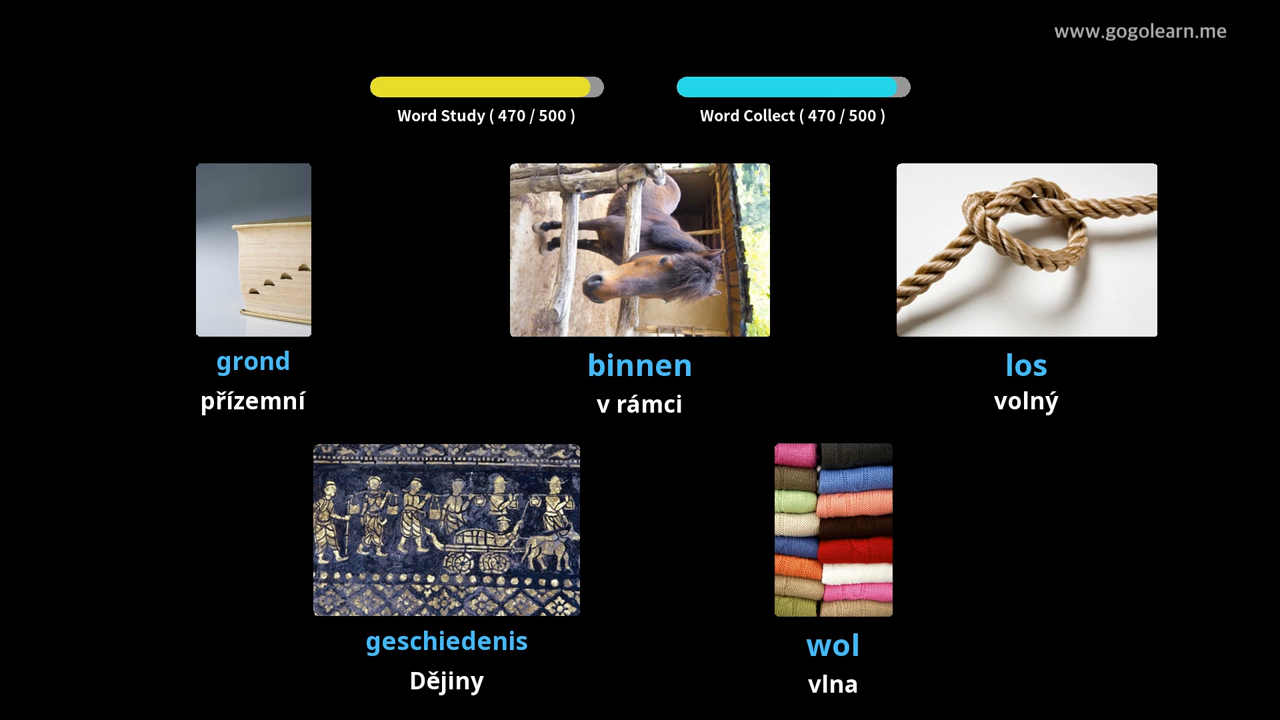 www.gogolearn.me
Word Study ( 470 / 500 )
Word Collect ( 470 / 500 )
grond
přízemní
binnen
v rámci
los
volný
geschiedenis
Dějiny
wol
vlna